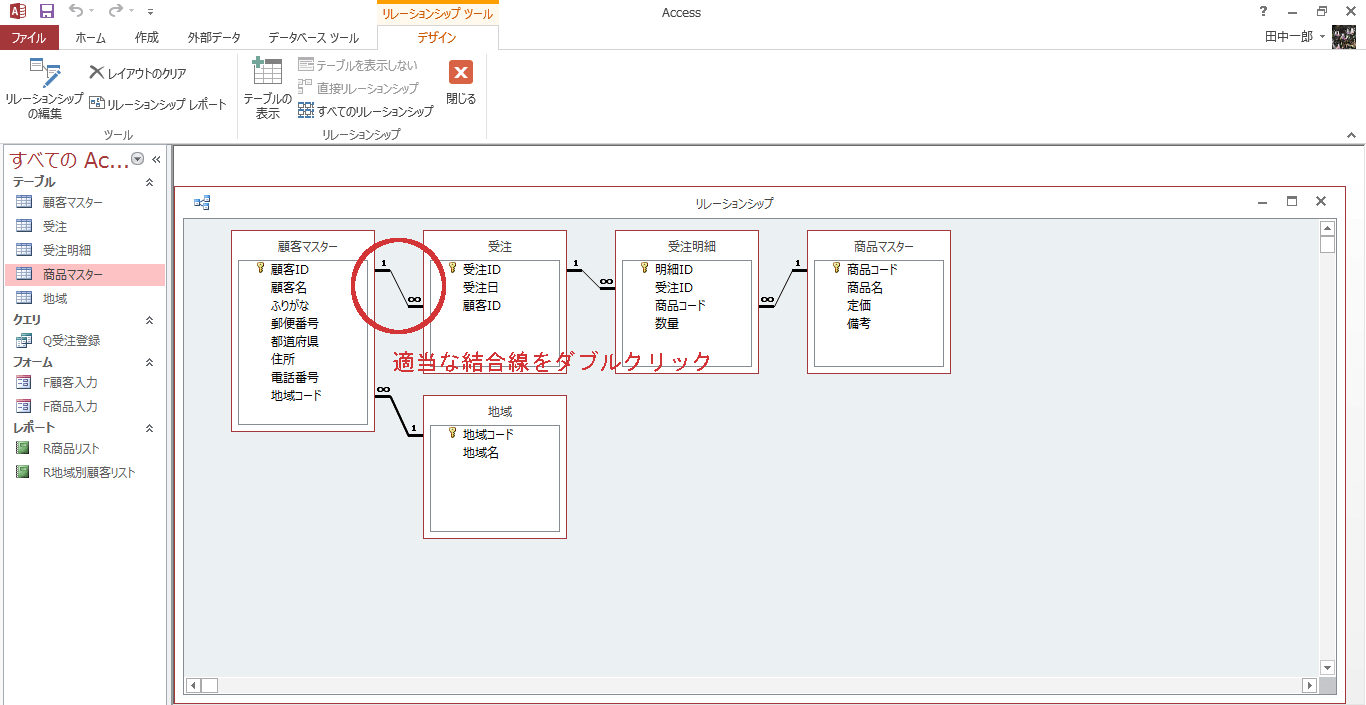 リレーションシップ ツール
Access
?
ファイル
ホーム
作成
外部データ
データベース ツール
デザイン
田中一郎
リレーションシップ
の編集
レイアウトのクリア
リレーションシップ レポート
ツール
テーブルの
表示
テーブルを表示しない
直接リレーションシップ
すべてのリレーションシップ
閉じる
リレーションシップ
すべての Ac...
テーブル
顧客マスター
受注
受注明細
商品マスター
地域
クエリ
Q受注登録
フォーム
F顧客入力
F商品入力
レポート
R商品リスト
R地域別顧客リスト
リレーションシップ
顧客マスター
顧客ID
顧客名
ふりがな
郵便番号
都道府県
住所
電話番号
地域コード
1
∞
受注
受注ID
受注日
顧客ID
1
∞
受注明細
明細ID
受注ID
商品コード
数量
1
∞
商品マスター
商品コード
商品名
定価
備考
適当な結合線をダブルクリック
∞
1
地域
地域コード
地域名